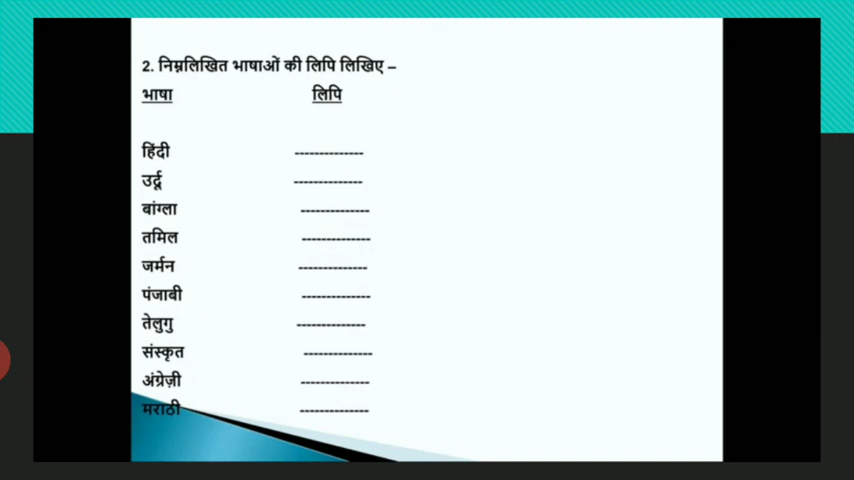 2. निम्नलिखित भाषाओं की लिपि लिखिए –
भाषा लिपि
हिंदी --------------
उर्दू --------------
बांग्ला --------------
तमिल --------------
जर्मन --------------
पंजाबी --------------
तेलुगु --------------
संस्कृत --------------
अंग्रेज़ी --------------
मराठी --------------